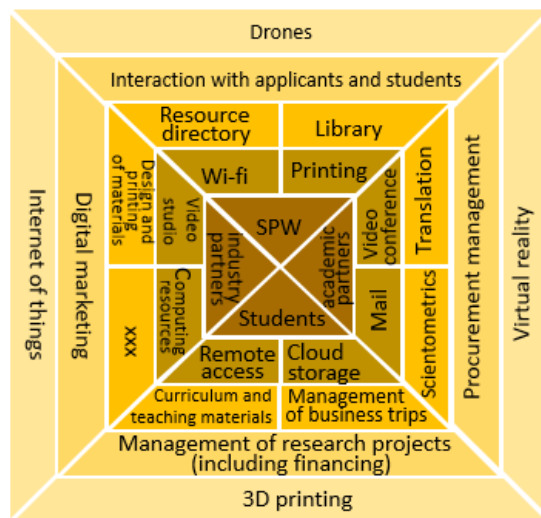 Drones
Interaction with applicants and students
Resource
directory
Library
Wi-fi
Printing
SPW
industry
partners
academic
partners
Students
Video
studio
Computing
resources
Video
conference
Mail
Remote
access
Cloud
storage
Design and
printing
of materials
xxx
Translation
Scientometrics
Curriculum and
teaching materials
Management
of business trips
Digital marketing
Procurement management
Management of research projects
(including financing)
Internet of things
Virtual reality
3D printing